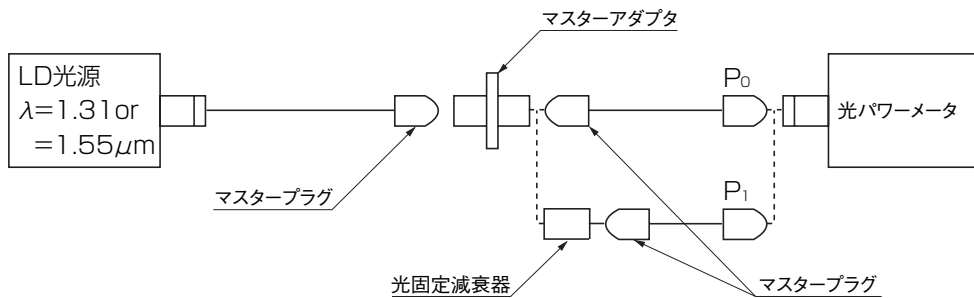 マスターアダプタ
LD光源
λ=1.31or
=1.55μm
P0
光パワーメータ
マスタープラグ
P1
光固定減衰器
マスタープラグ